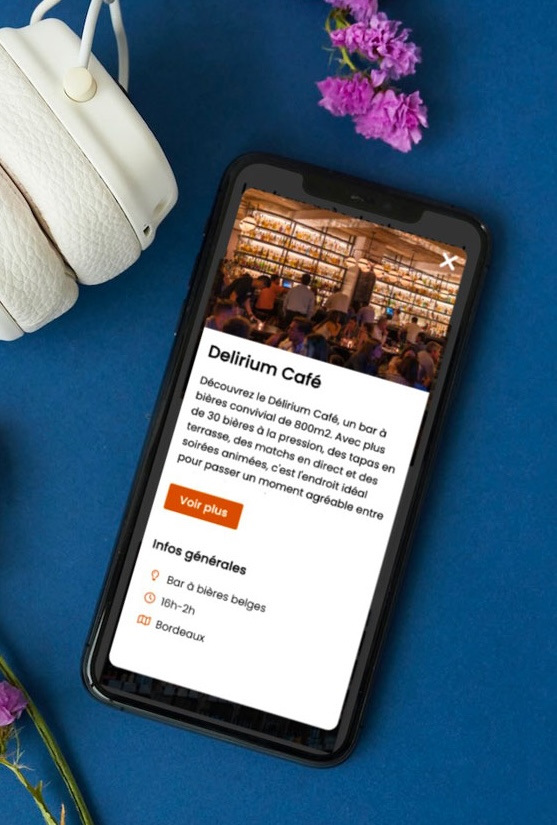 Delirium Café
Découvrez le Délirium Café, un bar à
bières convivial de 800m2. Avec plus
de 30 bières à la pression, des tapas en
terrasse, des matchs en direct et des
soirées animées, c'est l'endroit idéal
pour passer un moment agréable entre
Voir plus
Infos générales
Bar à bières belges
16h-2h
Bordeaux